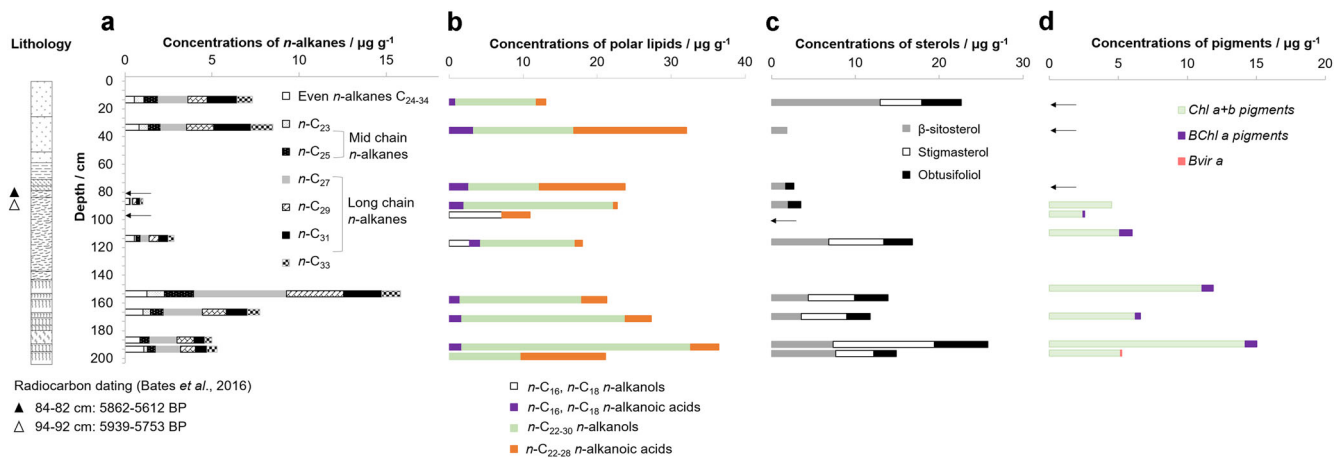 a
b
c
d
Lithology
Concentrations of n-alkanes / µg g-1
Concentrations of polar lipids / µg g-1
Concentrations of sterols / µg g-1
Concentrations of pigments / µg g-1
0 5 10 15
0 10 20 30 40
0 10 20 30
0 5 10 15 20
Depth / cm
0
20
40
60
80
100
120
140
160
180
200
Even n-alkanes C24-34
n-C23
n-C25
Mid chain
n-alkanes
n-C27
n-C29
n-C31
Long chain
n-alkanes
n-C33
n-C16, n-C18 n-alkanols
n-C16, n-C18 n-alkanoic acids
n-C22-30 n-alkanols
n-C22-28 n-alkanoic acids
β-sitosterol
Stigmasterol
Obtusifoliol
Chl a+b pigments
BChl a pigments
Bvir a
Radiocarbon dating (Bates et al., 2016)
84-82 cm: 5862-5612 BP
94-92 cm: 5939-5753 BP